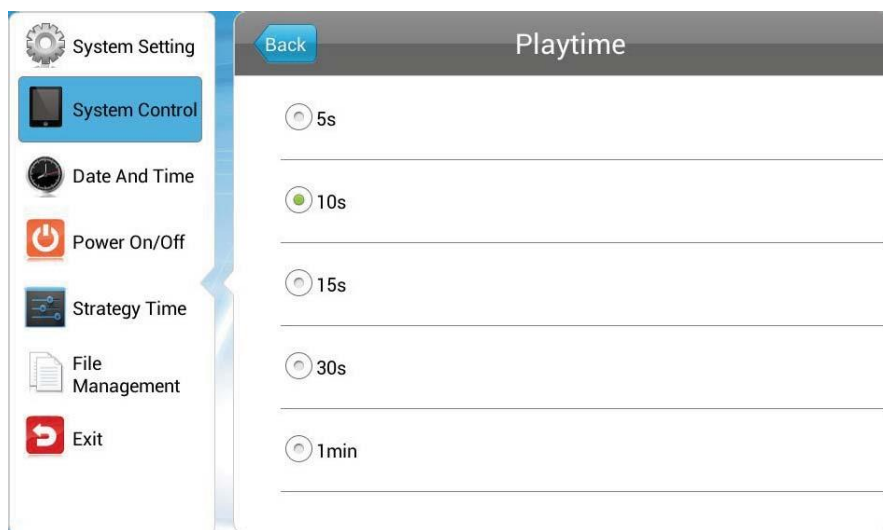 System Setting
System Control
Date And Time
Power On/Off
Strategy Time
File
Management
Exit
Back
Playtime
5s
10s
15s
30s
1min